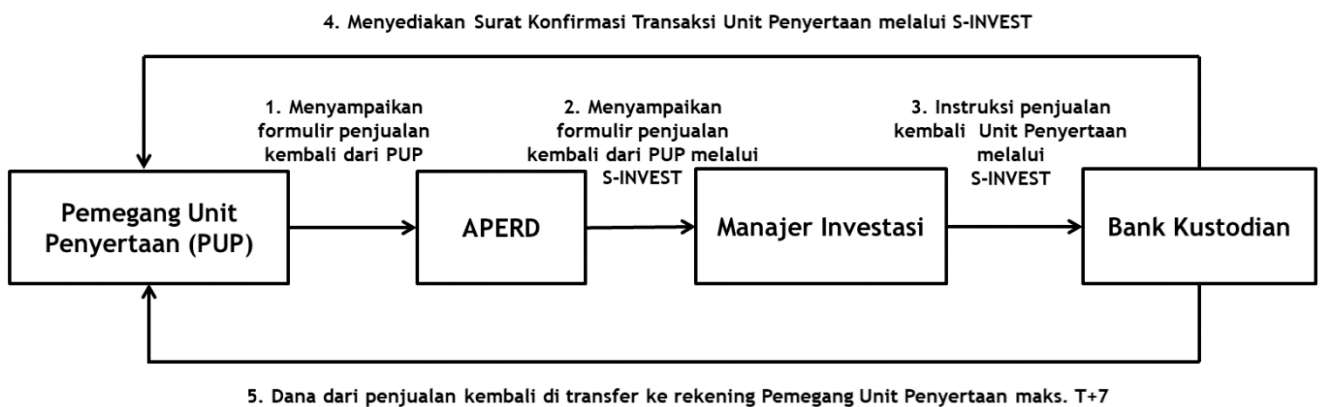 4. Menyediakan Surat Konfirmasi Transaksi Unit Penyertaan melalui S-INVEST
1. Menyampaikan
formulir penjualan
kembali dari PUP
2. Menyampaikan
formulir penjualan
kembali dari PUP melalui
S-INVEST
3. Instruksi penjualan
kembali Unit Penyertaan
melalui
S-INVEST
Pemegang Unit
Penyertaan (PUP)
APERD
Manajer Investasi
Bank Kustodian
5. Dana dari penjualan kembali di transfer ke rekening Pemegang Unit Penyertaan maks. T+7